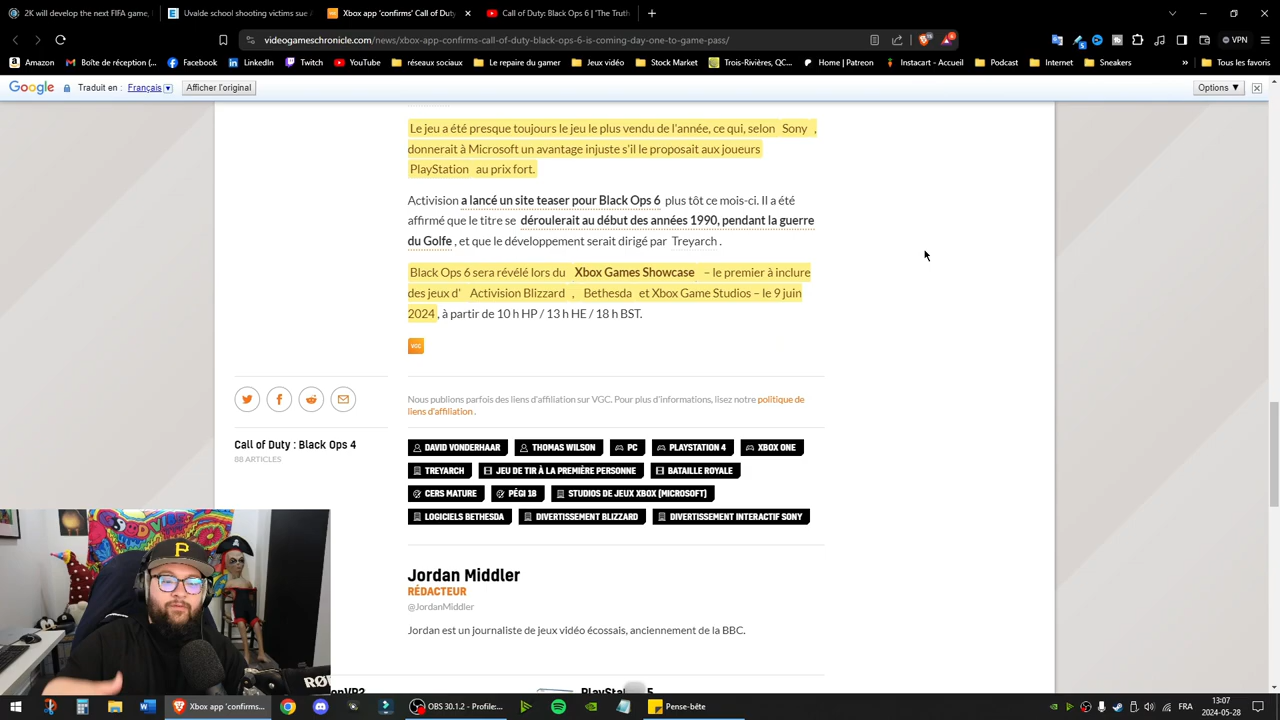 2K will develop the next FIFA game,
Uvalde school shooting victims sue
Xbox app 'confirms' Call of Duty
Call of Duty: Black Ops 6 | 'The Truth
videogameschronicle.com/news/xbox-app-confirms-call-of-duty-black-ops-6-is-coming-day-one-to-game-pass/
VPN
Amazon Boîte de réception (... Facebook LinkedIn Twitch YouTube réseaux sociaux Le repaire du gamer Jeux vidéo Stock Market Trois-Rivières, QC... Home | Patreon Instacart - Accueil Podcast Internet Sneakers » Tous les favoris
Google Traduit en : Français Afficher l'original Options ▼
Le jeu a été presque toujours le jeu le plus vendu de l'année, ce qui, selon Sony ,
donnerait à Microsoft un avantage injuste s'il le proposait aux joueurs
PlayStation au prix fort.
Activision a lancé un site teaser pour Black Ops 6 plus tôt ce mois-ci. Il a été
affirmé que le titre se déroulerait au début des années 1990, pendant la guerre
du Golfe , et que le développement serait dirigé par Treyarch .
Black Ops 6 sera révélé lors du Xbox Games Showcase – le premier à inclure
des jeux d' Activision Blizzard , Bethesda et Xbox Game Studios – le 9 juin
2024 , à partir de 10 h HP / 13 h HE / 18 h BST.
VGC
Nous publions parfois des liens d'affiliation sur VGC. Pour plus d'informations, lisez notre politique de
liens d'affiliation .
Call of Duty : Black Ops 4
88 ARTICLES
DAVID VONDERHAAR THOMAS WILSON PC PLAYSTATION 4 XBOX ONE
TREYARCH JEU DE TIR À LA PREMIÈRE PERSONNE BATAILLE ROYALE
CERS MATURE PÉGI 18 STUDIOS DE JEUX XBOX (MICROSOFT)
LOGICIELS BETHESDA DIVERTISSEMENT BLIZZARD DIVERTISSEMENT INTERACTIF SONY
Jordan Middler
RÉDACTEUR
@JordanMiddler
Jordan est un journaliste de jeux vidéo écossais, anciennement de la BBC.
P
RØ
Xbox app 'confirms... OBS 30.1.2 - Profile:... Pense-bête FRA 13:07
2024-05-28